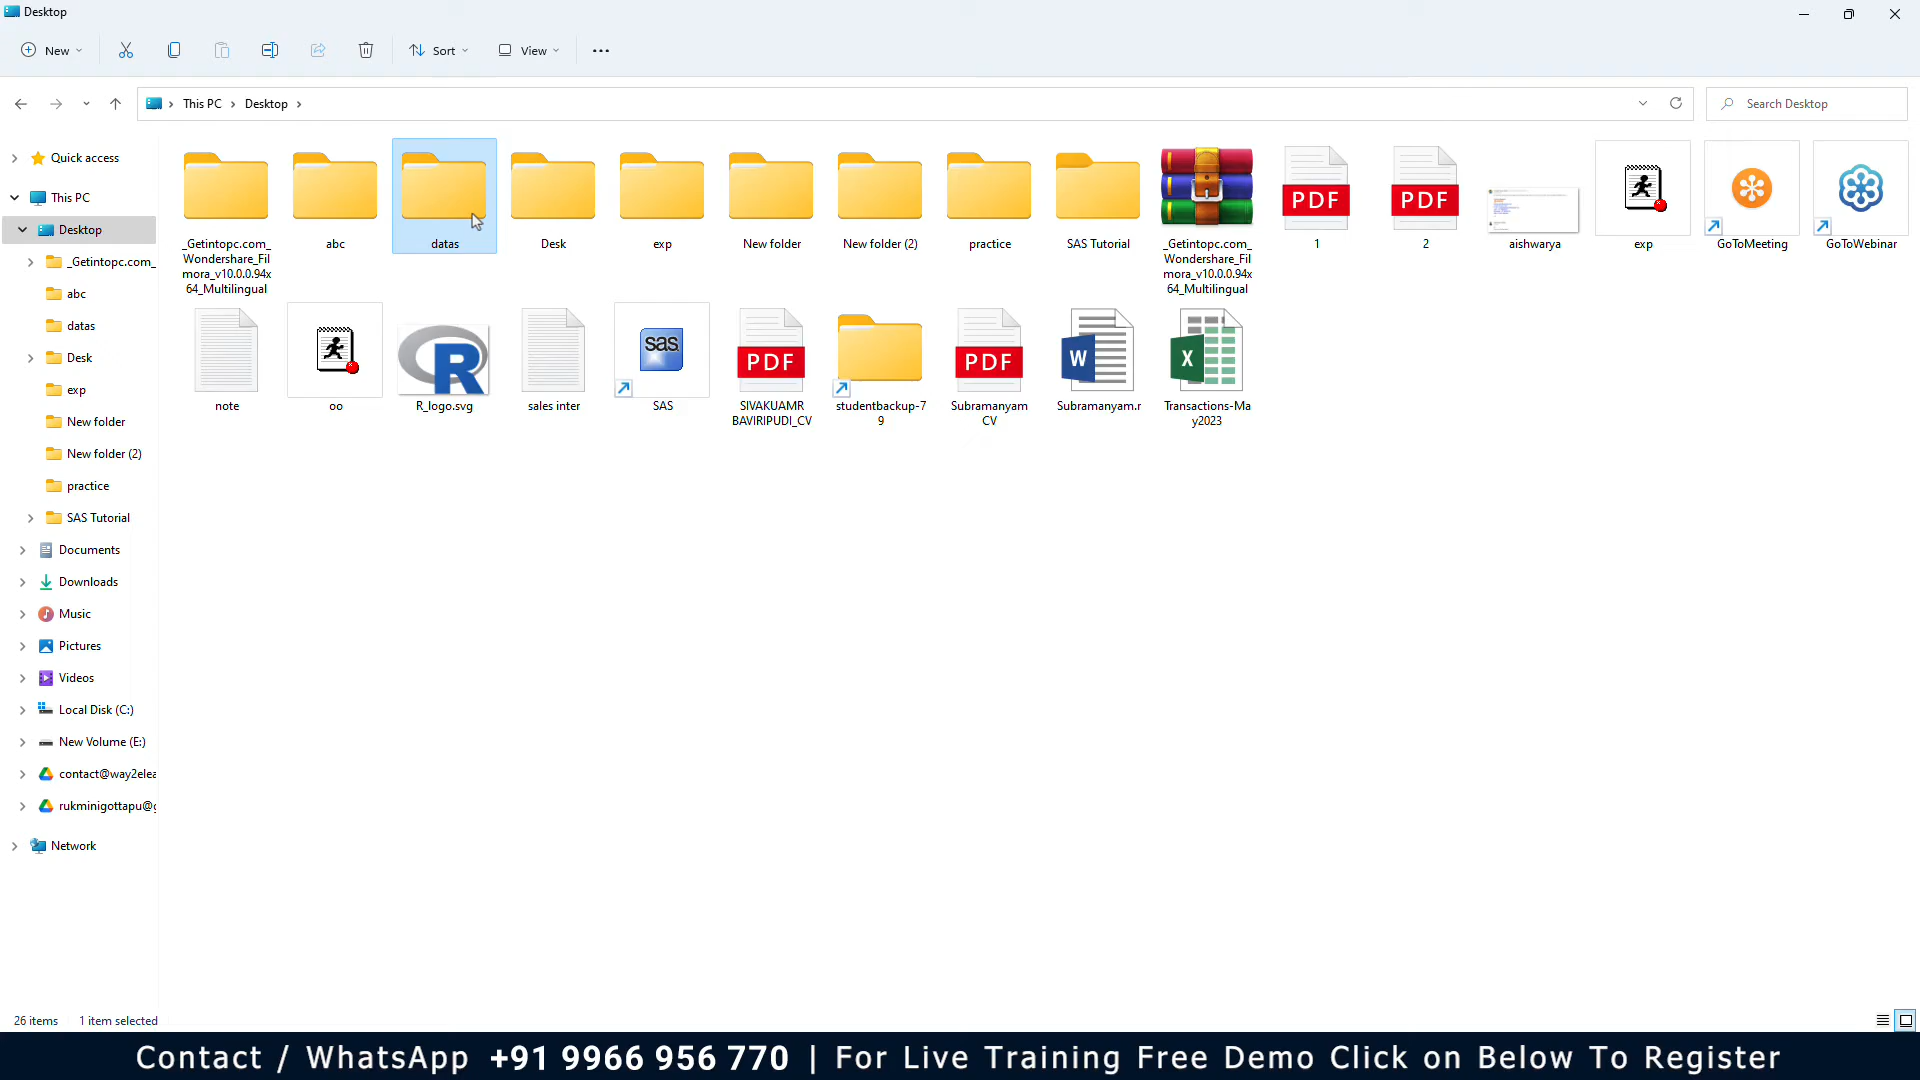 Desktop
New
Sort
View
This PC
Desktop
Search Desktop
Quick access
This PC
Desktop
_Getintopc.com_
abc
datas
Desk
exp
New folder
New folder (2)
practice
SAS Tutorial
Documents
Downloads
Music
Pictures
Videos
Local Disk (C:)
New Volume (E:)
contact@way2elea
rukminigottapu@g
Network
_Getintopc.com_
Wondershare_Fil
mora_v10.0.0.94x
64_Multilingual
abc
datas
Desk
exp
New folder
New folder (2)
practice
SAS Tutorial
_Getintopc.com_
Wondershare_Fil
mora_v10.0.0.94x
64_Multilingual
PDF
1
PDF
2
aishwarya
exp
GoToMeeting
GoToWebinar
note
oo
R
R_logo.svg
sales inter
sas
SAS
PDF
SIVAKUAMR
BAVIRIPUDI_CV
studentbackup-7
9
PDF
Subramanyam
CV
W
Subramanyam.r
X
Transactions-Ma
y2023
26 items
1 item selected
Contact / WhatsApp +91 9966 956 770 | For Live Training Free Demo Click on Below To Register